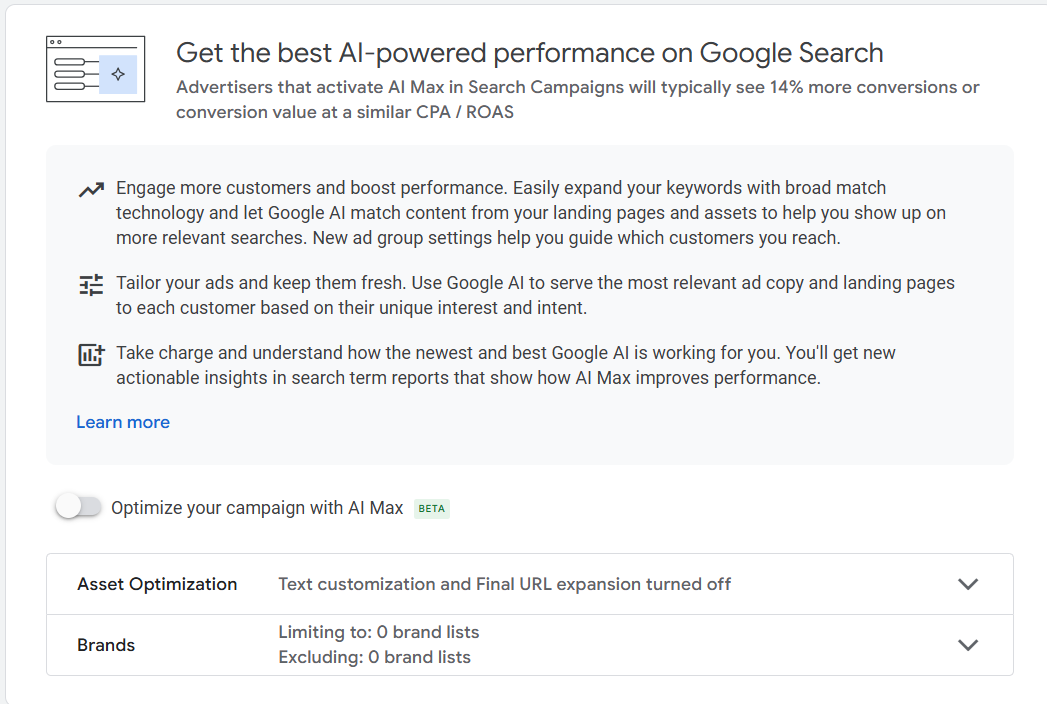 Get the best AI-powered performance on Google Search
Advertisers that activate AI Max in Search Campaigns will typically see 14% more conversions or
conversion value at a similar CPA / ROAS
Engage more customers and boost performance. Easily expand your keywords with broad match
technology and let Google AI match content from your landing pages and assets to help you show up on
more relevant searches. New ad group settings help you guide which customers you reach.
Tailor your ads and keep them fresh. Use Google AI to serve the most relevant ad copy and landing pages
to each customer based on their unique interest and intent.
Take charge and understand how the newest and best Google AI is working for you. You'll get new
actionable insights in search term reports that show how AI Max improves performance.
Learn more
Optimize your campaign with AI Max BETA
Asset Optimization Text customization and Final URL expansion turned off
Brands
Limiting to: 0 brand lists
Excluding: 0 brand lists